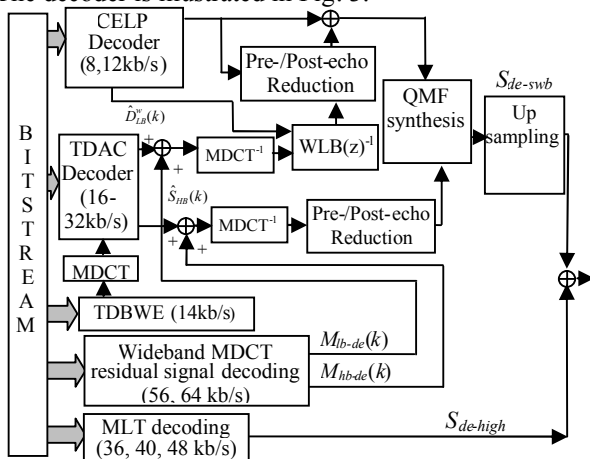 The decoder is illustrated in Fig. 3.
CELP
Decoder
(8,12kb/s)
Pre-/Post-echo
Reduction
QMF
synthesis
S_de-swb
Up
sampling
D̂^w_LB(k)
B
I
T
S
T
R
E
A
M
TDAC
Decoder
(16-
32kb/s)
+
+
MDCT⁻¹
WLB(z)⁻¹
Ŝ_HB(k)
+
+
MDCT⁻¹
Pre-/Post-echo
Reduction
MDCT
TDBWE (14kb/s)
Wideband MDCT
residual signal decoding
(56, 64 kb/s)
M_lb-de(k)
M_hb-de(k)
MLT decoding
(36, 40, 48 kb/s)
S_de-high